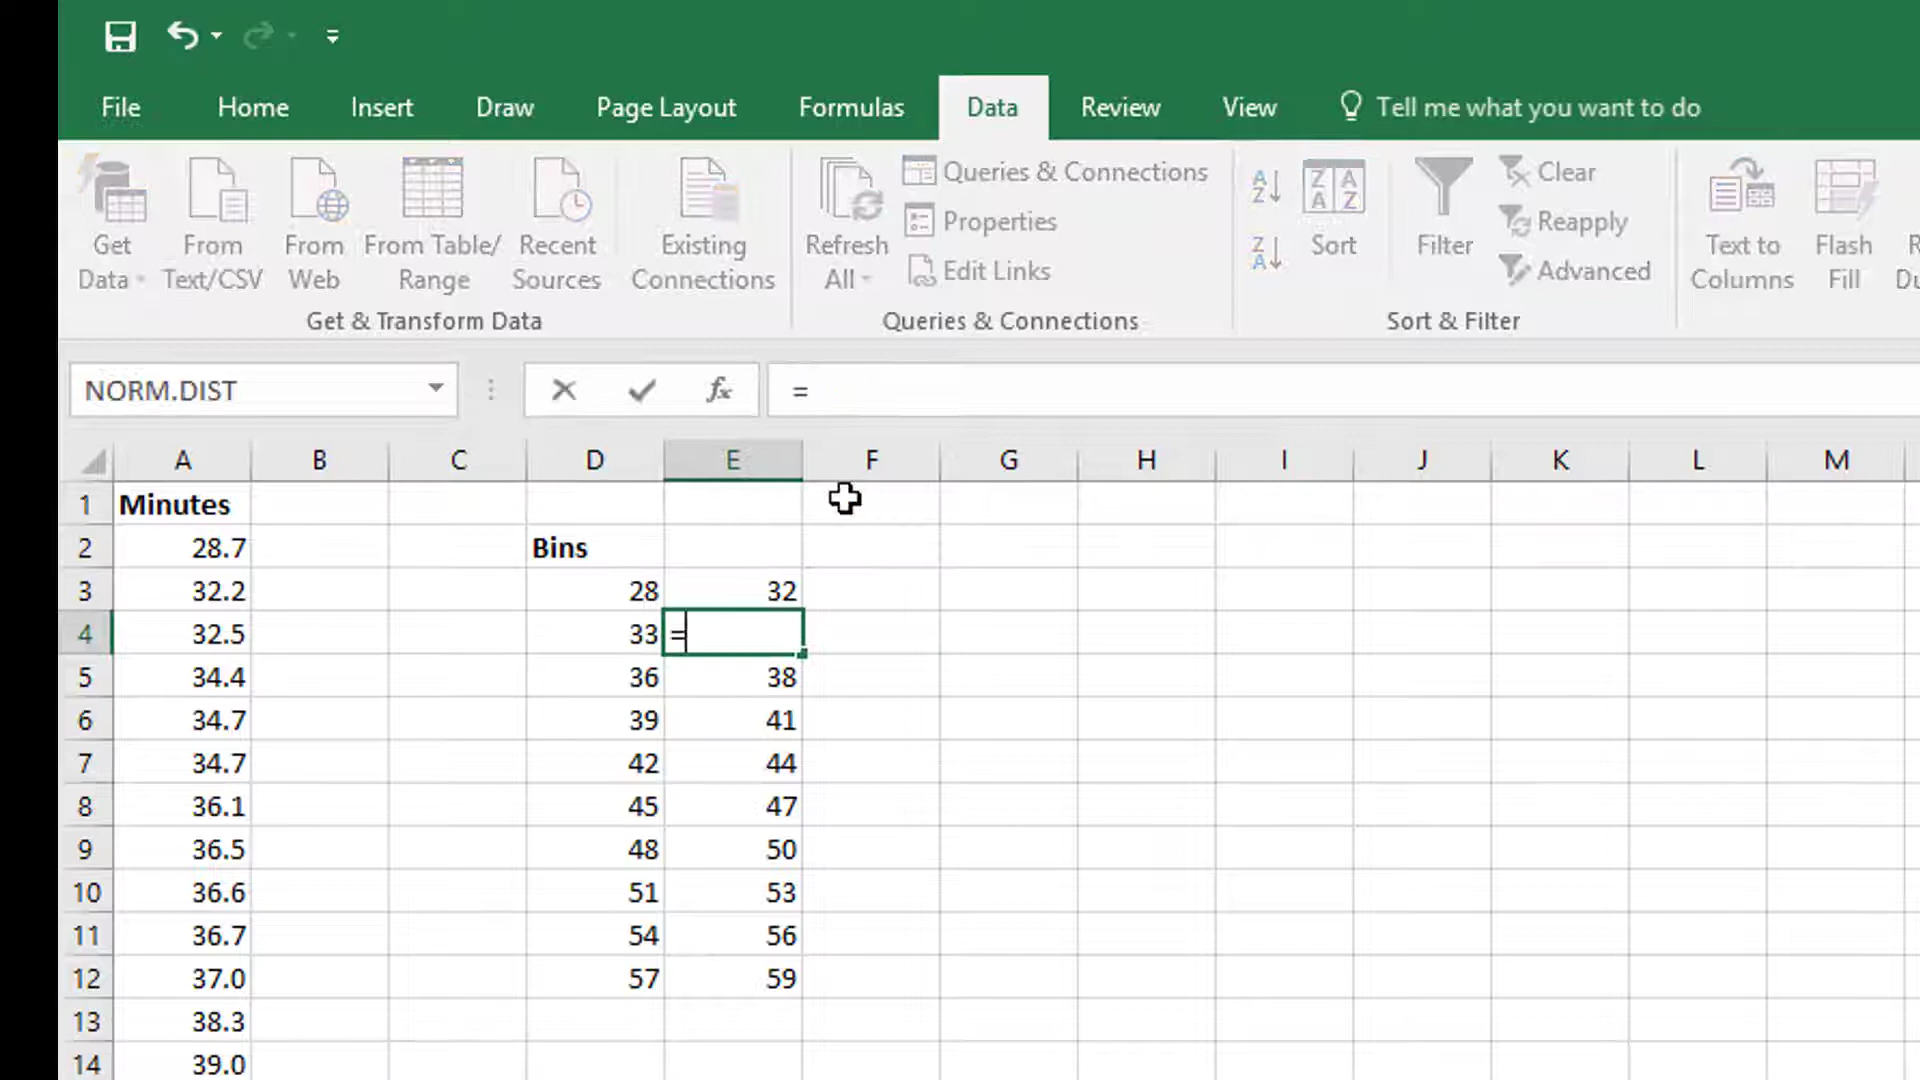 File Home Insert Draw Page Layout Formulas Data Review View Tell me what you want to do
Get Data
From Text/CSV
From Web
From Table/ Range
Recent Sources
Existing Connections
Get & Transform Data
Refresh All
Queries & Connections
Properties
Edit Links
Queries & Connections
Sort
Filter
Clear
Reapply
Advanced
Sort & Filter
Text to Columns
Flash Fill
NORM.DIST fx =
A B C D E F G H I J K L M
1 Minutes
2 28.7 Bins
3 32.2 28 32
4 32.5 33 =
5 34.4 36 38
6 34.7 39 41
7 34.7 42 44
8 36.1 45 47
9 36.5 48 50
10 36.6 51 53
11 36.7 54 56
12 37.0 57 59
13 38.3
14 39.0